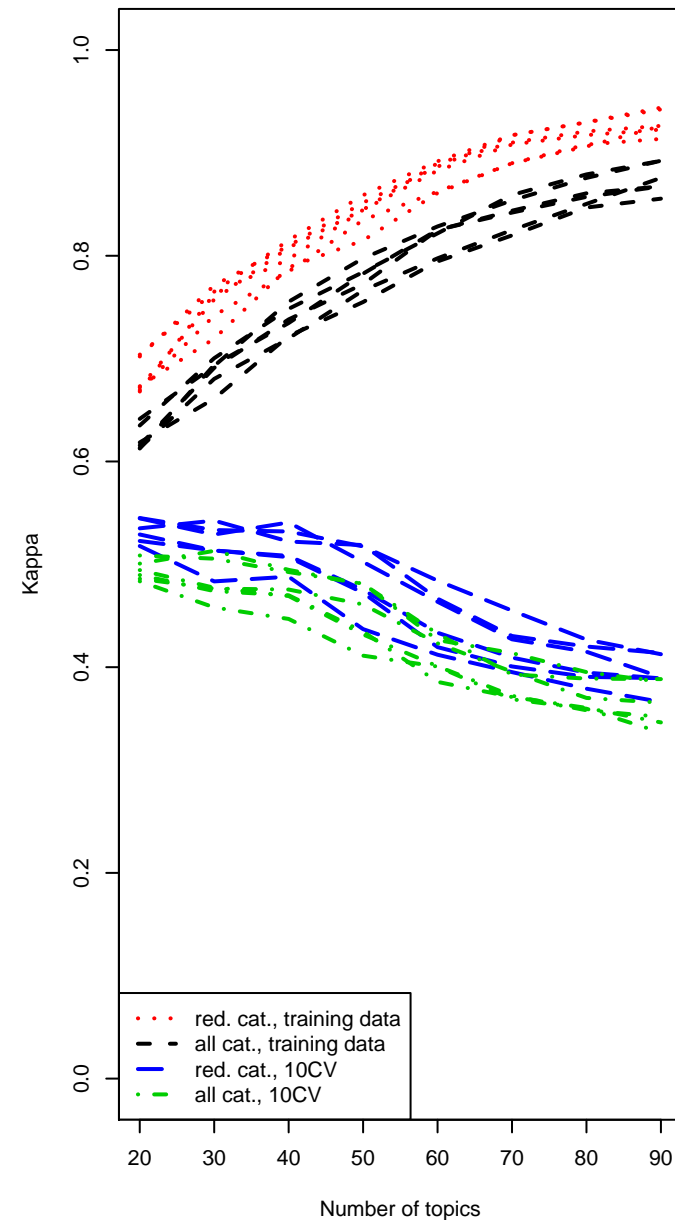 1.0
0.8
0.6
Kappa
0.4
0.2
0.0
red. cat., training data
all cat., training data
red. cat., 10CV
all cat., 10CV
20 30 40 50 60 70 80 90
Number of topics